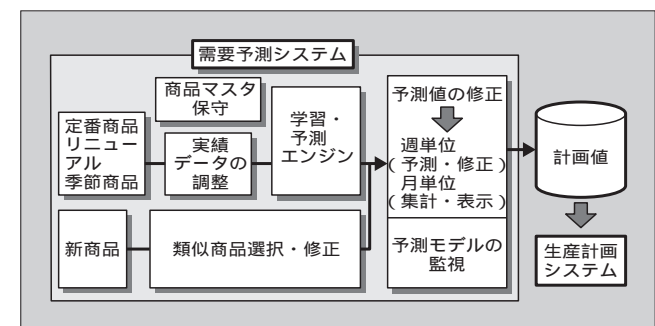 需要予測システム
商品マスタ
保守
定番商品
リニュー
アル
季節商品
実績
データの
調整
学習・
予測
エンジン
新商品
類似商品選択・修正
予測値の修正
週単位
(予測・修正)
月単位
(集計・表示)
予測モデルの
監視
計画値
生産計画
システム